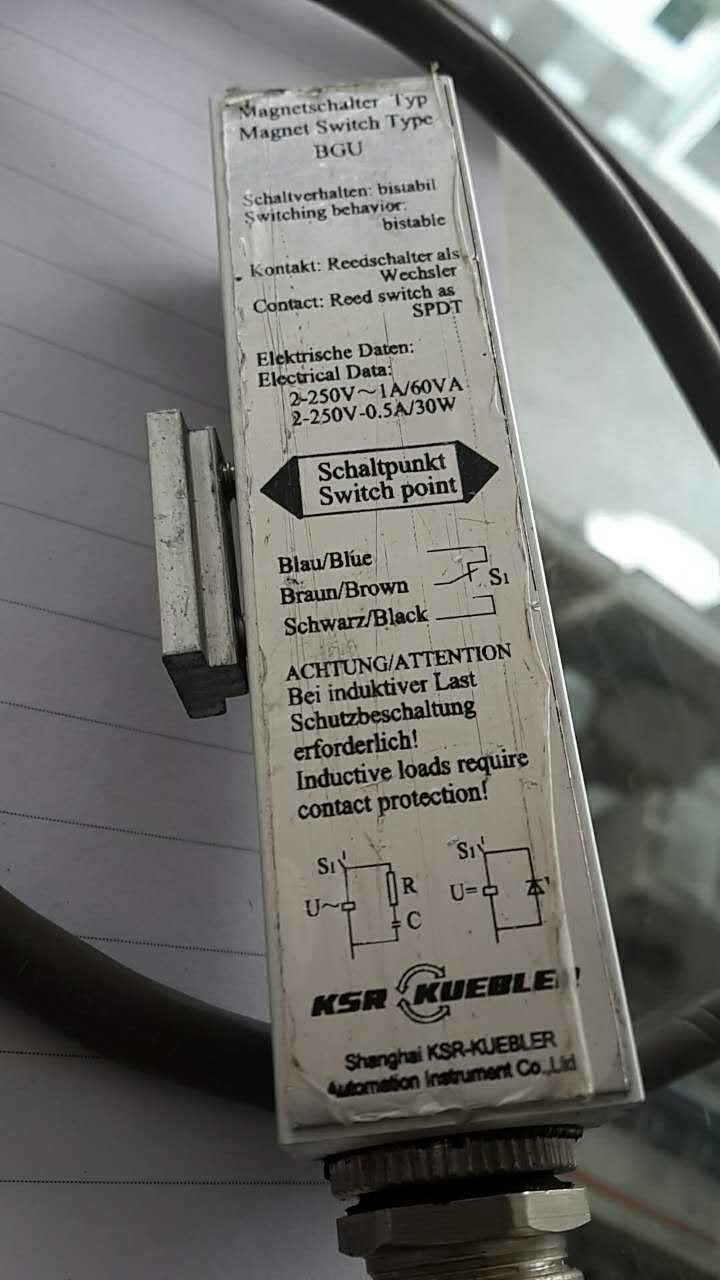 Magnetschalter Typ
Magnet Switch Type
BGU
Schaltverhalten: bistabil
Switching behavior:
bistable
Kontakt: Reedschalter als
Wechsler
Contact: Reed switch as
SPDT
Elektrische Daten:
Electrical Data:
2-250V~1A/60VA
2-250V-0.5A/30W
Schaltpunkt
Switch point
Blau/Blue
Braun/Brown S1
Schwarz/Black
ACHTUNG/ATTENTION
Bei induktiver Last
Schutzbeschaltung
erforderlich!
Inductive loads require
contact protection!
S1 S1
U~ R U=
C
KSR KUEBLER
Shanghai KSR-KUEBLER
Automation Instrument Co.,Ltd